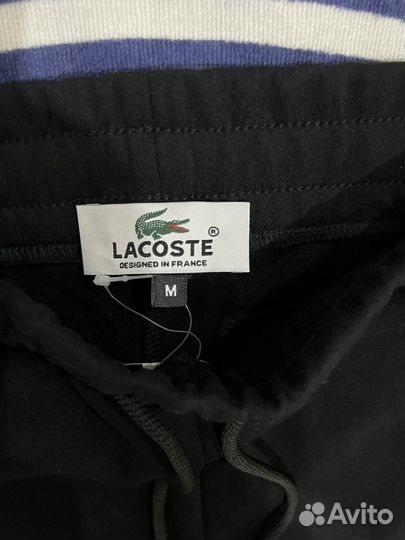 LACOSTE ®
DESIGNED IN FRANCE
M
Avito